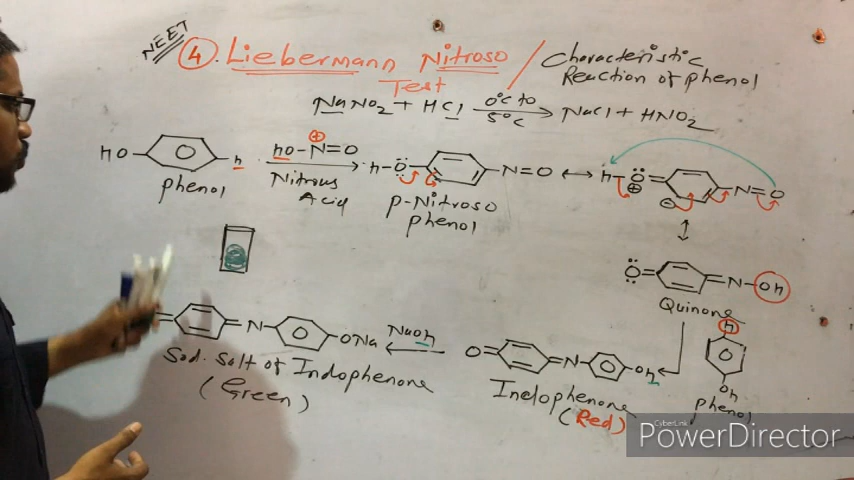 NEET
4. Liebermann Nitroso Test / Characteristic Reaction of phenol
NaNO2 + HCl 0°C to 5°C → NaCl + HNO2
HO H HO-N=O ⊕ H-O N=O ↔ H-O ⊕ ⊖ N=O
phenol Nitrous Acid p-Nitroso phenol
O= =N-OH
Quinone
H
OH
phenol
=N- -ONa NaOH O= =N- -OH
Sod. Salt of Indophenone
(Green)
Indophenone
(Red)
CyberLink
PowerDirector